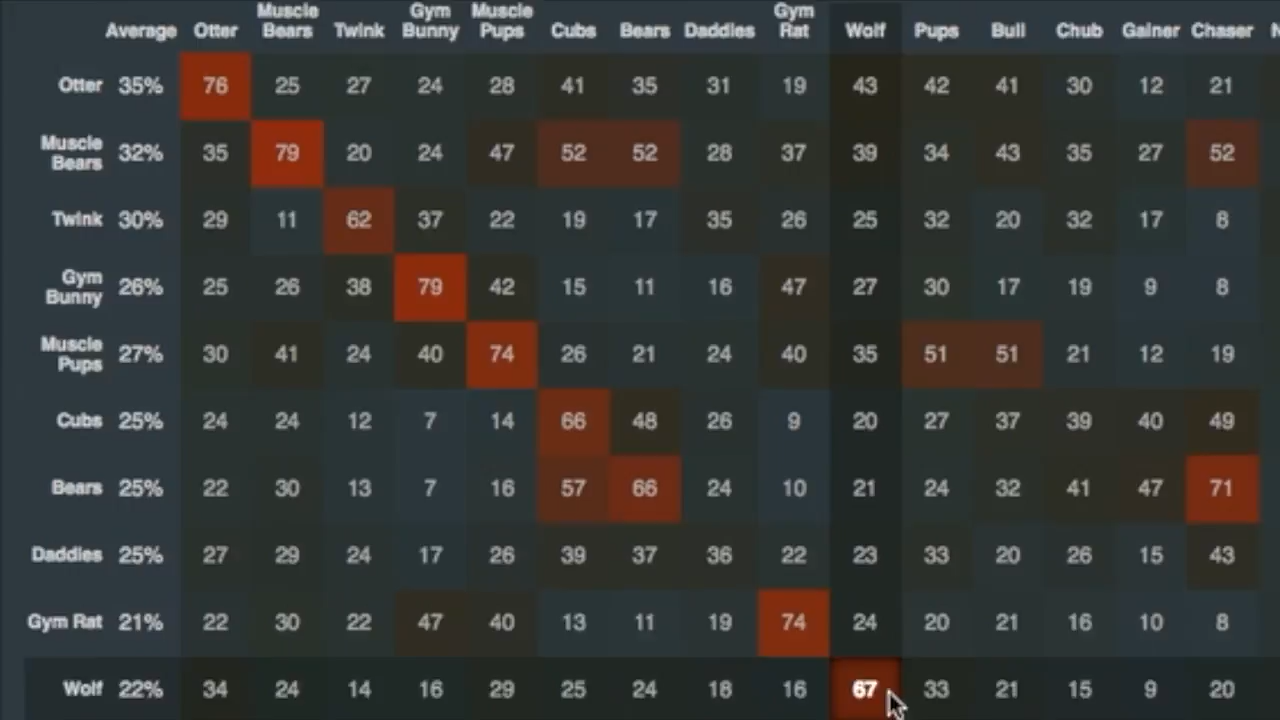 Average Otter Muscle Bears Twink Gym Bunny Muscle Pups Cubs Bears Daddies Gym Rat Wolf Pups Bull Chub Gainer Chaser
Otter 35% 76 25 27 24 28 41 35 31 19 43 42 41 30 12 21
Muscle Bears 32% 35 79 20 24 47 52 52 28 37 39 34 43 35 27 52
Twink 30% 29 11 62 37 22 19 17 35 26 25 32 20 32 17 8
Gym Bunny 26% 25 26 38 79 42 15 11 16 47 27 30 17 19 9 8
Muscle Pups 27% 30 41 24 40 74 26 21 24 40 35 51 51 21 12 19
Cubs 25% 24 24 12 7 14 66 48 26 9 20 27 37 39 40 49
Bears 25% 22 30 13 7 16 57 66 24 10 21 24 32 41 47 71
Daddies 25% 27 29 24 17 26 39 37 36 22 23 33 20 26 15 43
Gym Rat 21% 22 30 22 47 40 13 11 19 74 24 20 21 16 10 8
Wolf 22% 34 24 14 16 29 25 24 18 16 67 33 21 15 9 20